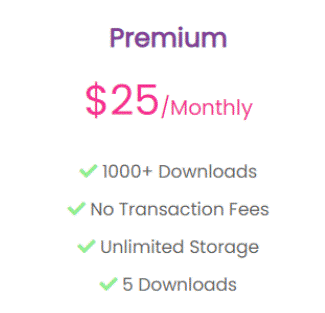 Premium
$25/Monthly
1000+ Downloads
No Transaction Fees
Unlimited Storage
5 Downloads